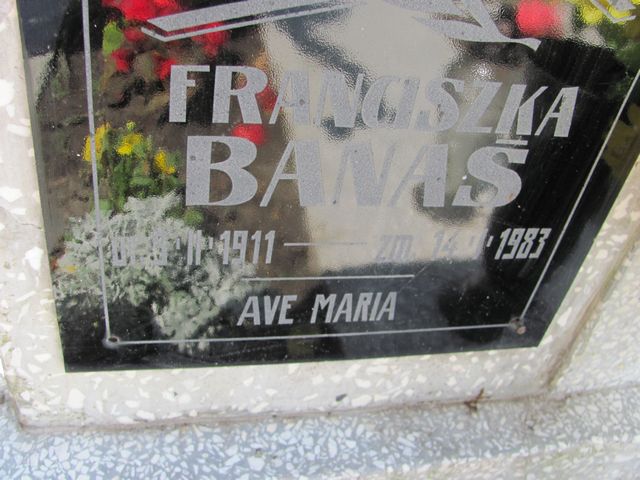 FRANCISZKA
BANAŚ
1911 — zm. 1983
AVE MARIA